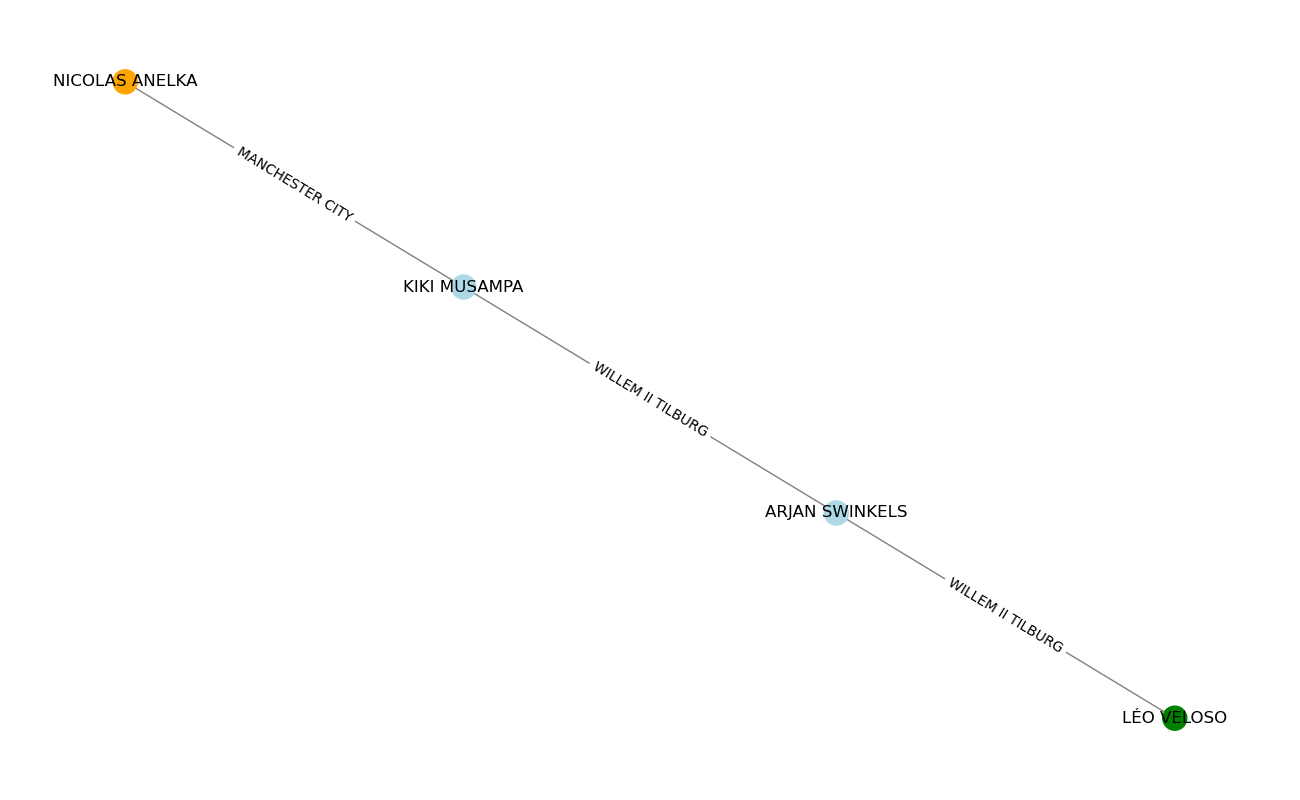 NICOLAS ANELKA
MANCHESTER CITY
KIKI MUSAMPA
WILLEM II TILBURG
ARJAN SWINKELS
WILLEM II TILBURG
LÉO VELOSO